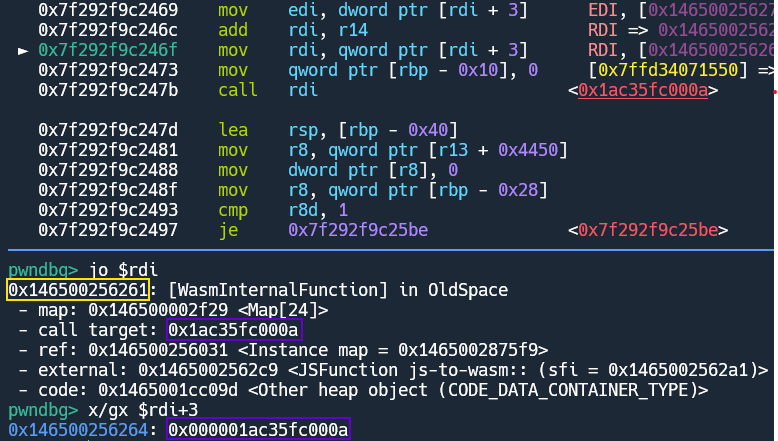 0x7f292f9c2469 mov edi, dword ptr [rdi + 3] EDI, [0x14650025627
0x7f292f9c246c add rdi, r14 RDI => 0x1465002562
► 0x7f292f9c246f mov rdi, qword ptr [rdi + 3] RDI, [0x14650025626
0x7f292f9c2473 mov qword ptr [rbp - 0x10], 0 [0x7ffd34071550] =>
0x7f292f9c247b call rdi <0x1ac35fc000a>
0x7f292f9c247d lea rsp, [rbp - 0x40]
0x7f292f9c2481 mov r8, qword ptr [r13 + 0x4450]
0x7f292f9c2488 mov dword ptr [r8], 0
0x7f292f9c248f mov r8, qword ptr [rbp - 0x28]
0x7f292f9c2493 cmp r8d, 1
0x7f292f9c2497 je 0x7f292f9c25be <0x7f292f9c25be>
pwndbg> jo $rdi
0x146500256261: [WasmInternalFunction] in OldSpace
- map: 0x146500002f29 <Map[24]>
- call target: 0x1ac35fc000a
- ref: 0x146500256031 <Instance map = 0x1465002875f9>
- external: 0x1465002562c9 <JSFunction js-to-wasm:: (sfi = 0x1465002562a1)>
- code: 0x1465001cc09d <Other heap object (CODE_DATA_CONTAINER_TYPE)>
pwndbg> x/gx $rdi+3
0x146500256264: 0x000001ac35fc000a